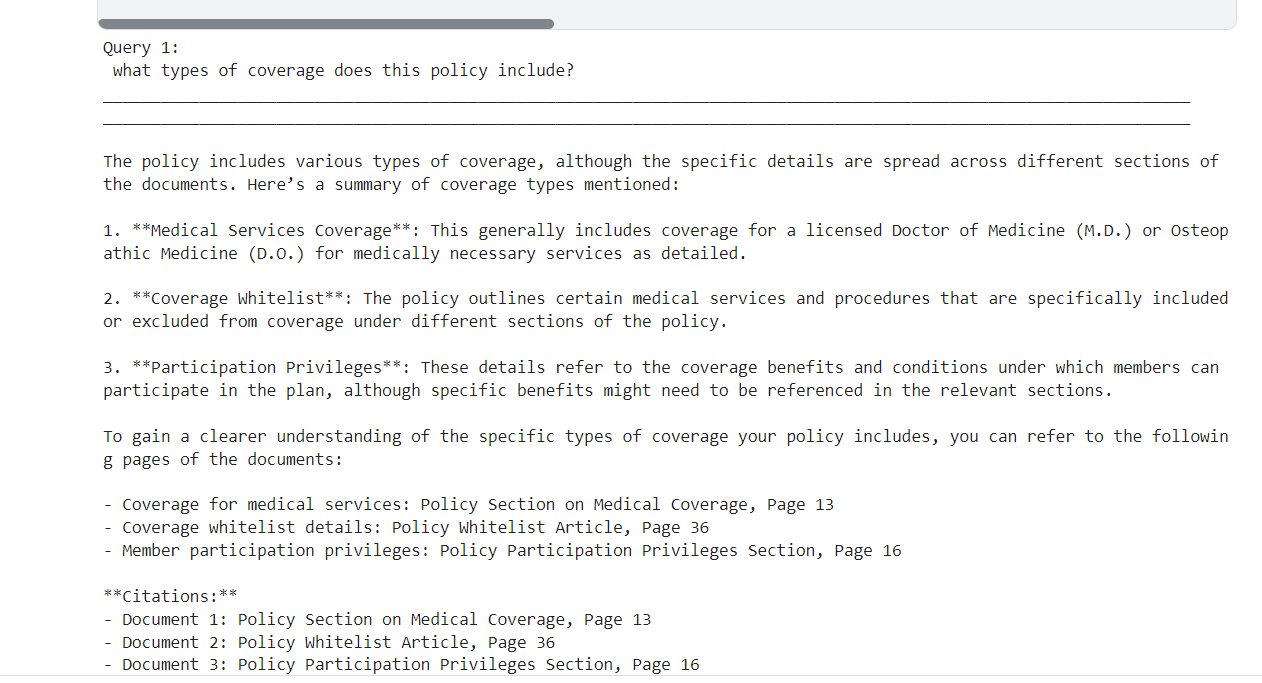 Query 1:
what types of coverage does this policy include?
The policy includes various types of coverage, although the specific details are spread across different sections of
the documents. Here’s a summary of coverage types mentioned:
1. **Medical Services Coverage**: This generally includes coverage for a licensed Doctor of Medicine (M.D.) or Osteop
athic Medicine (D.O.) for medically necessary services as detailed.
2. **Coverage Whitelist**: The policy outlines certain medical services and procedures that are specifically included
or excluded from coverage under different sections of the policy.
3. **Participation Privileges**: These details refer to the coverage benefits and conditions under which members can
participate in the plan, although specific benefits might need to be referenced in the relevant sections.
To gain a clearer understanding of the specific types of coverage your policy includes, you can refer to the followin
g pages of the documents:
- Coverage for medical services: Policy Section on Medical Coverage, Page 13
- Coverage whitelist details: Policy Whitelist Article, Page 36
- Member participation privileges: Policy Participation Privileges Section, Page 16
**Citations:**
- Document 1: Policy Section on Medical Coverage, Page 13
- Document 2: Policy Whitelist Article, Page 36
- Document 3: Policy Participation Privileges Section, Page 16